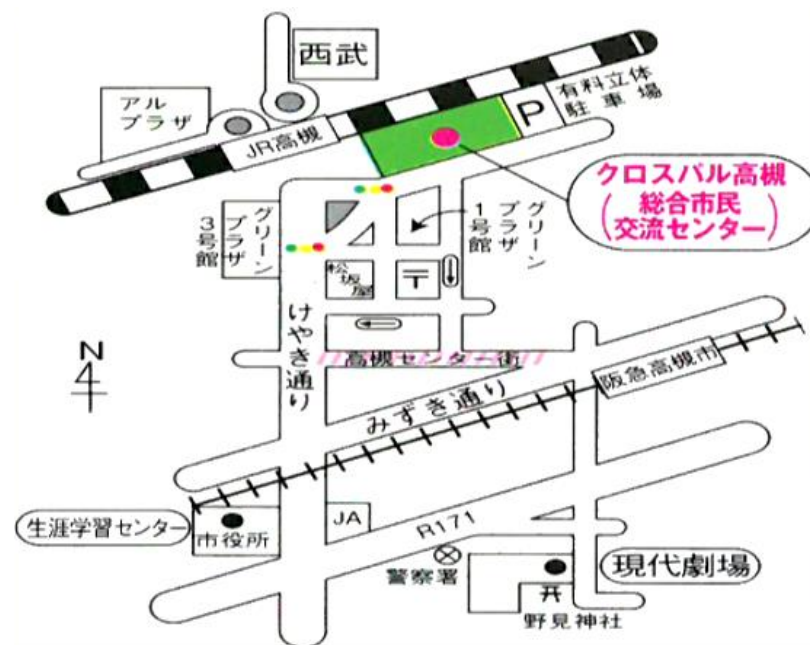 西武
アル
プラザ
JR高槻
P
有料立体
駐車場
クロスパル高槻
(総合市民
交流センター)
グリーン
プラザ
3号館
グリーン
プラザ
1号館
松坂屋
〒
けやき通り
高槻センター街
N
みずき通り
阪急高槻市
生涯学習センター
市役所
JA
R171
警察署
現代劇場
野見神社